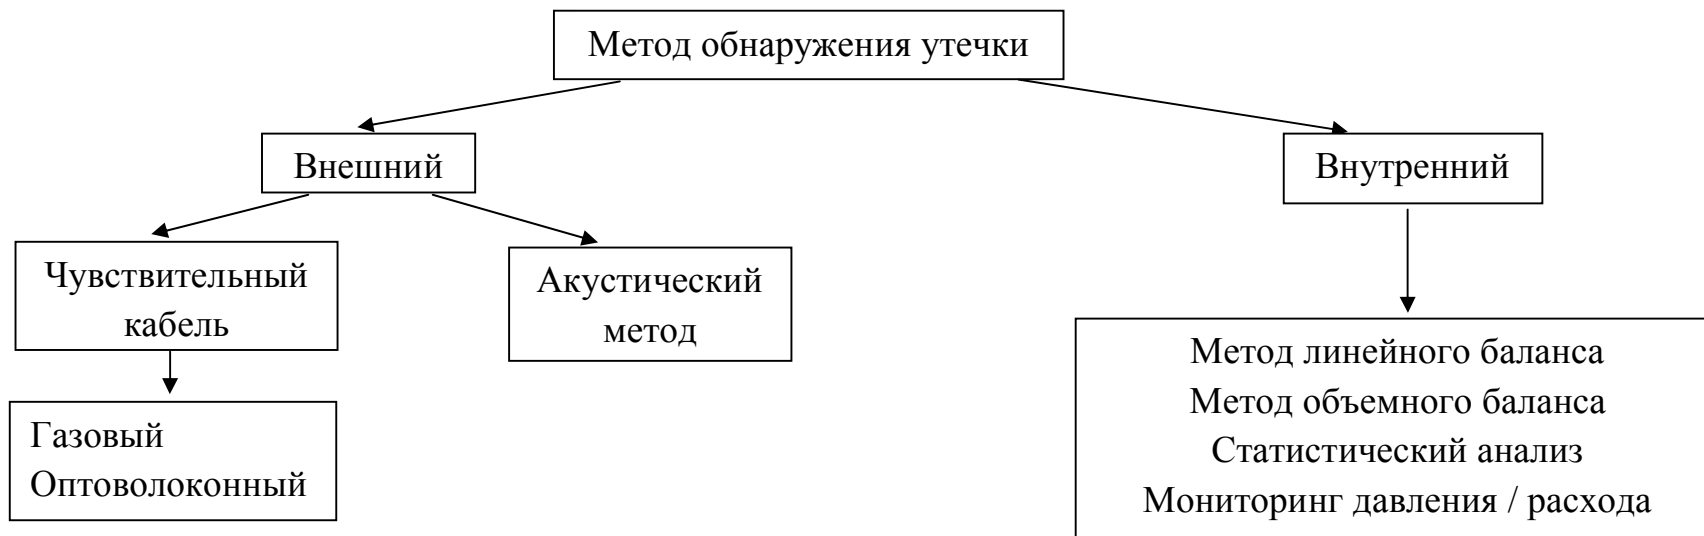 Метод обнаружения утечки
Внешний
Внутренний
Чувствительный
кабель
Акустический
метод
Газовый
Оптоволоконный
Метод линейного баланса
Метод объемного баланса
Статистический анализ
Мониторинг давления / расхода